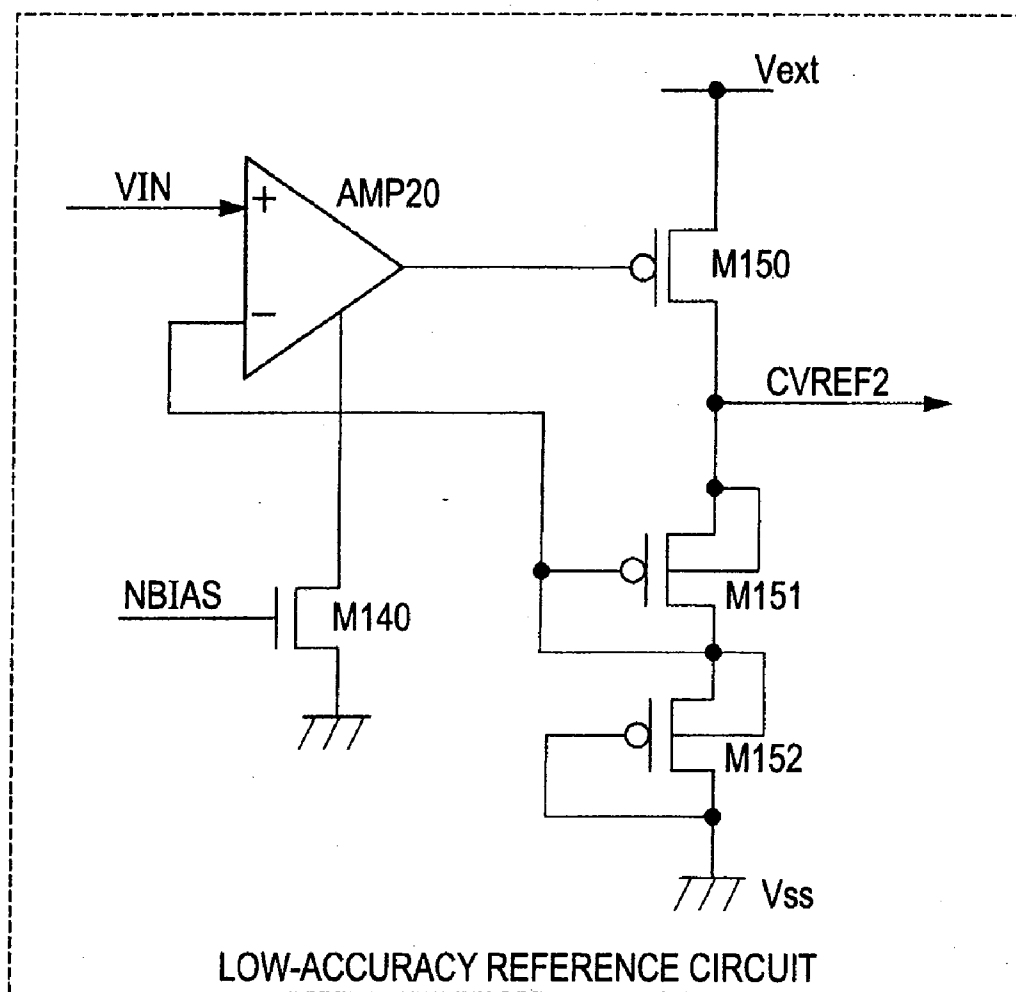 Vext
VIN
+
AMP20
M150
−
CVREF2
NBIAS
M140
M151
M152
Vss
LOW-ACCURACY REFERENCE CIRCUIT